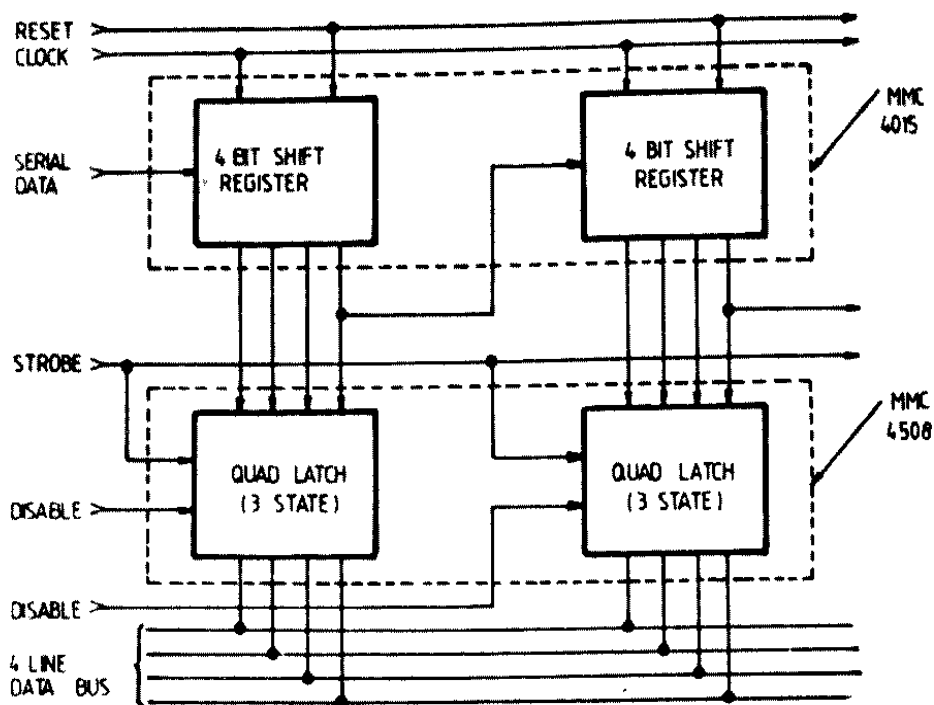 RESET
CLOCK
MMC
4015
4 BIT SHIFT
REGISTER
4 BIT SHIFT
REGISTER
SERIAL
DATA
STROBE
MMC
4508
QUAD LATCH
(3 STATE)
QUAD LATCH
(3 STATE)
DISABLE
DISABLE
4 LINE
DATA BUS